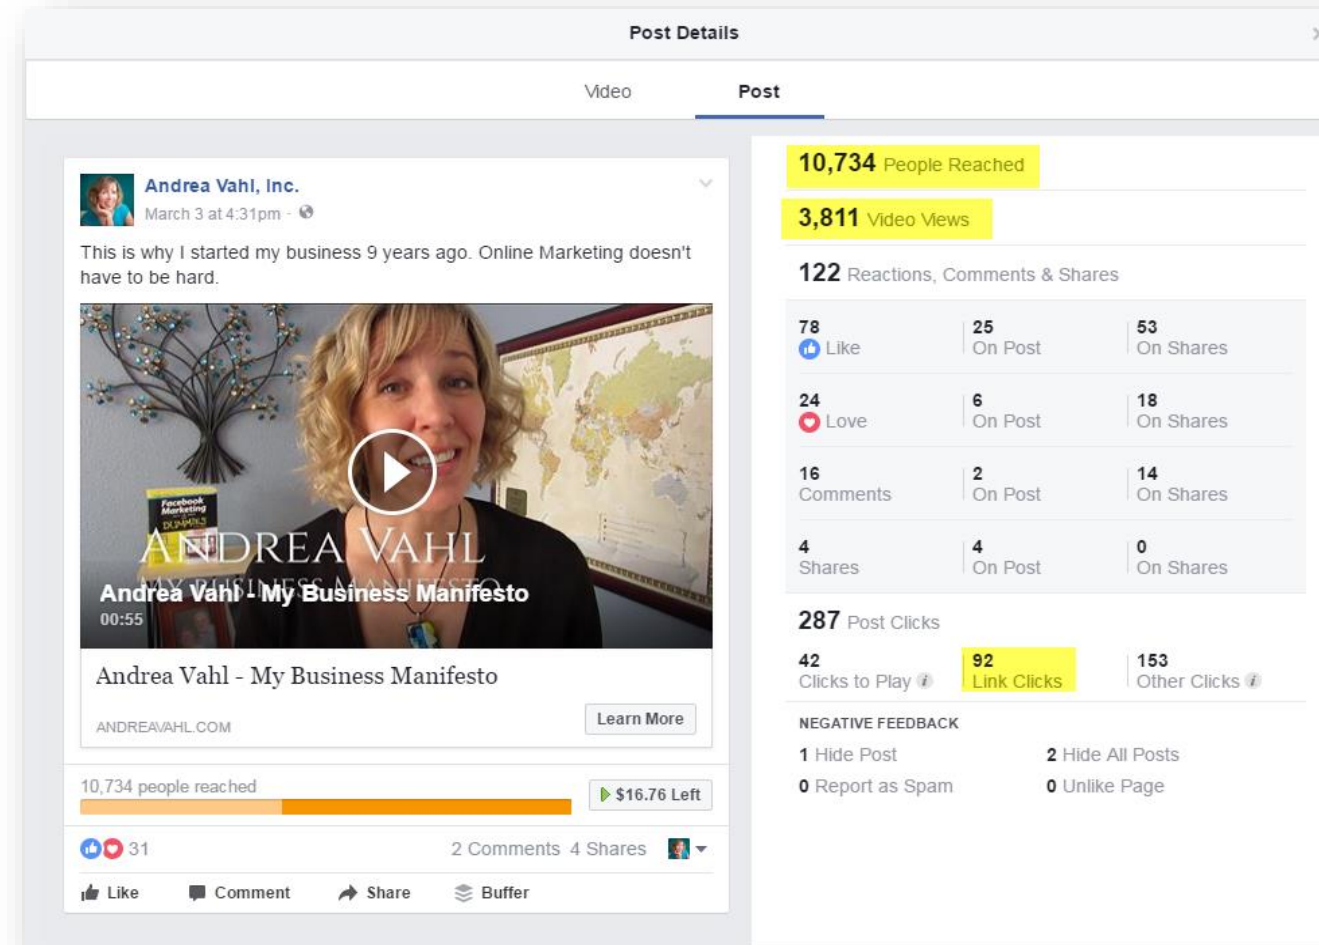 Post Details
Video
Post
Andrea Vahl, Inc.
March 3 at 4:31pm ·
This is why I started my business 9 years ago. Online Marketing doesn't
have to be hard.
Facebook
Marketing
DUMMIES
ANDREA VAHL
MY BUSINESS MANIFESTO
Andrea Vahl - My Business Manifesto
00:55
Andrea Vahl - My Business Manifesto
ANDREAVAHL.COM
Learn More
10,734 people reached
$16.76 Left
31
2 Comments 4 Shares
Like
Comment
Share
Buffer
10,734 People Reached
3,811 Video Views
122 Reactions, Comments & Shares
78
Like
25
On Post
53
On Shares
24
Love
6
On Post
18
On Shares
16
Comments
2
On Post
14
On Shares
4
Shares
4
On Post
0
On Shares
287 Post Clicks
42
Clicks to Play
92
Link Clicks
153
Other Clicks
NEGATIVE FEEDBACK
1 Hide Post
2 Hide All Posts
0 Report as Spam
0 Unlike Page